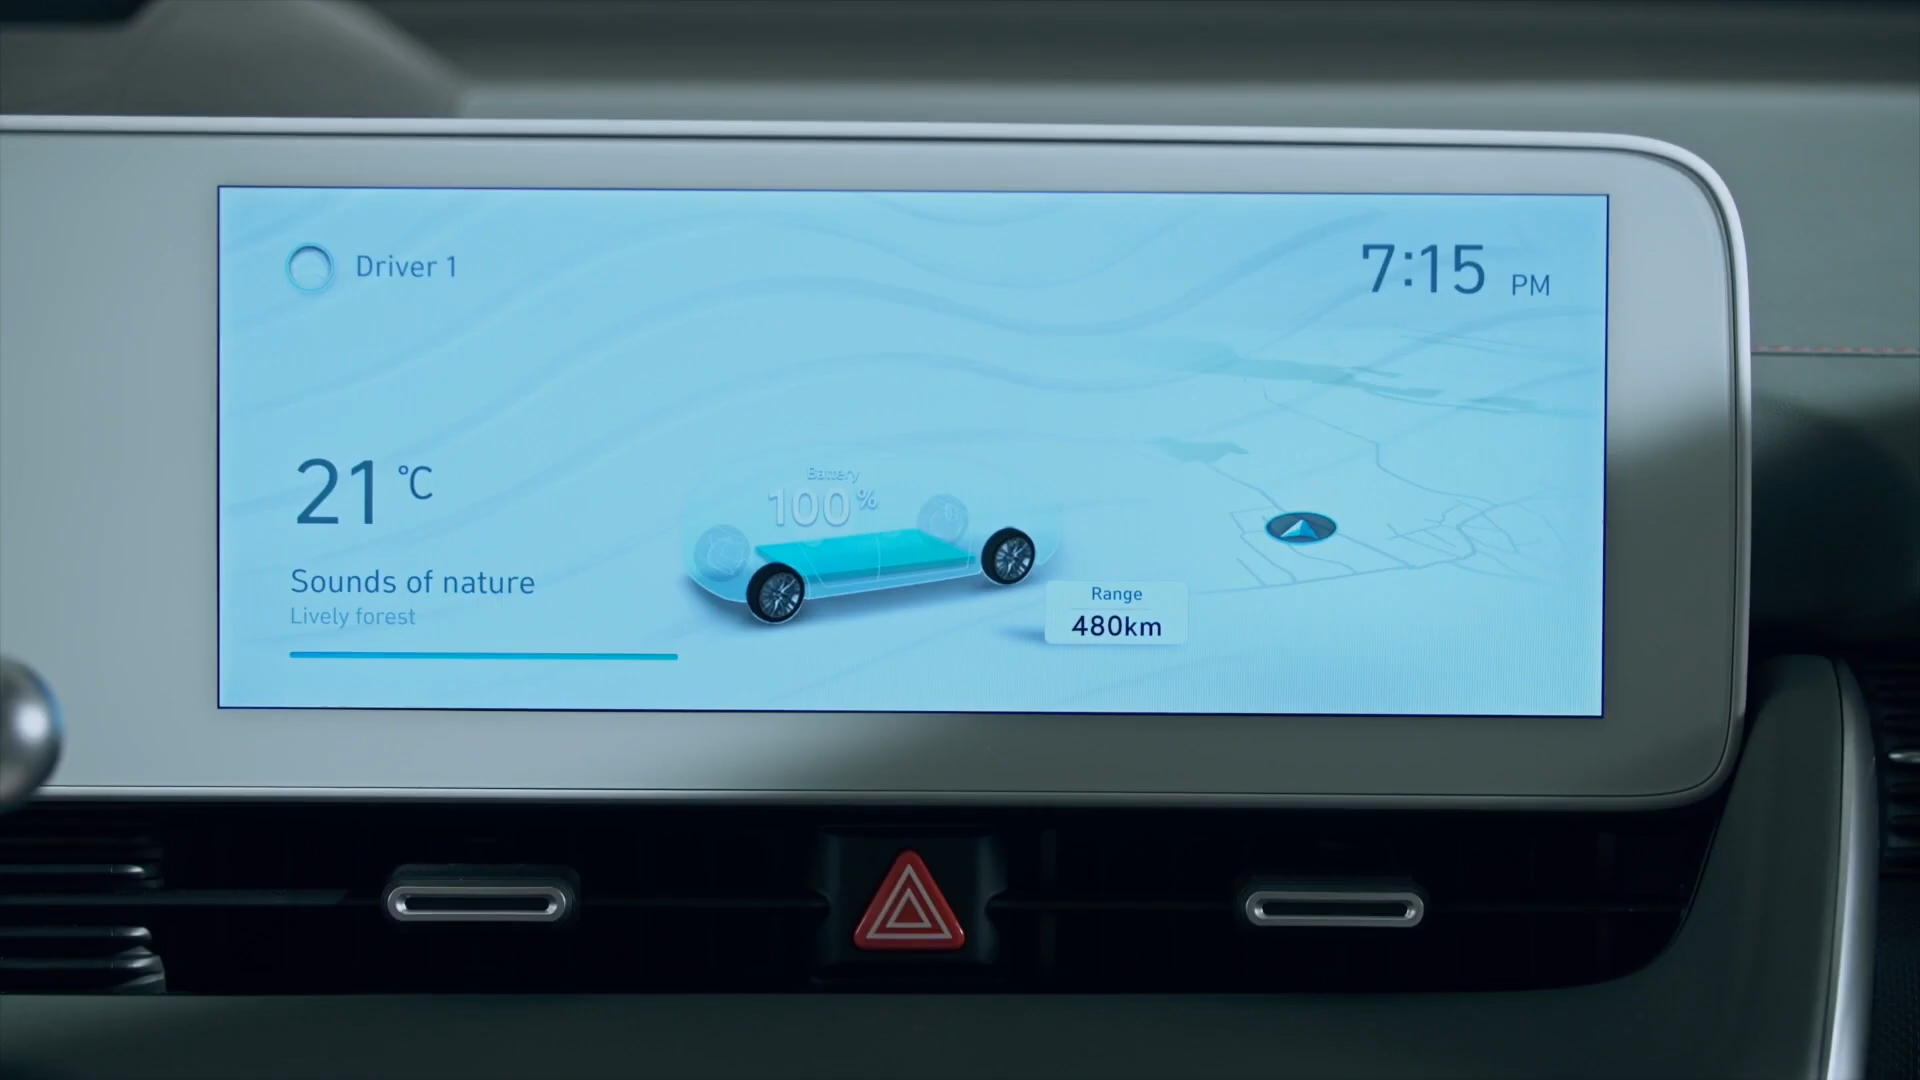 Driver 1
7:15 PM
21 °C
Battery
100%
Sounds of nature
Lively forest
Range
480km